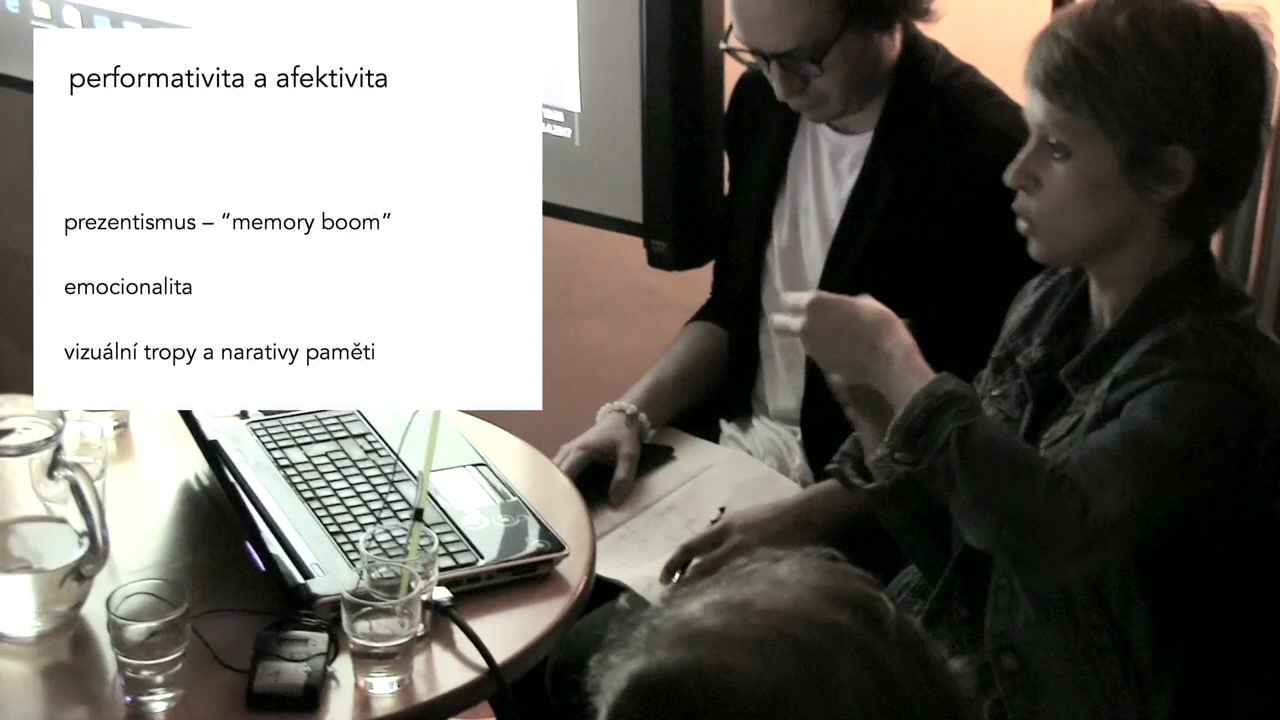 performativita a afektivita
prezentismus – “memory boom”
emocionalita
vizuální tropy a narativy paměti